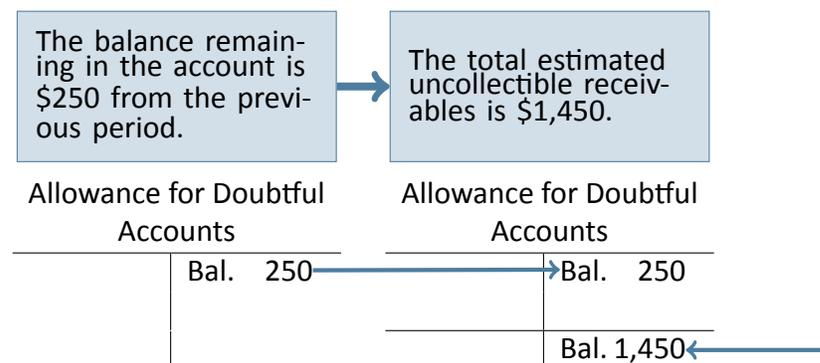 The balance remain-
ing in the account is
$250 from the previ-
ous period.
The total estimated
uncollectible receiv-
ables is $1,450.
Allowance for Doubtful
Accounts
Bal. 250
Allowance for Doubtful
Accounts
Bal. 250
Bal. 1,450